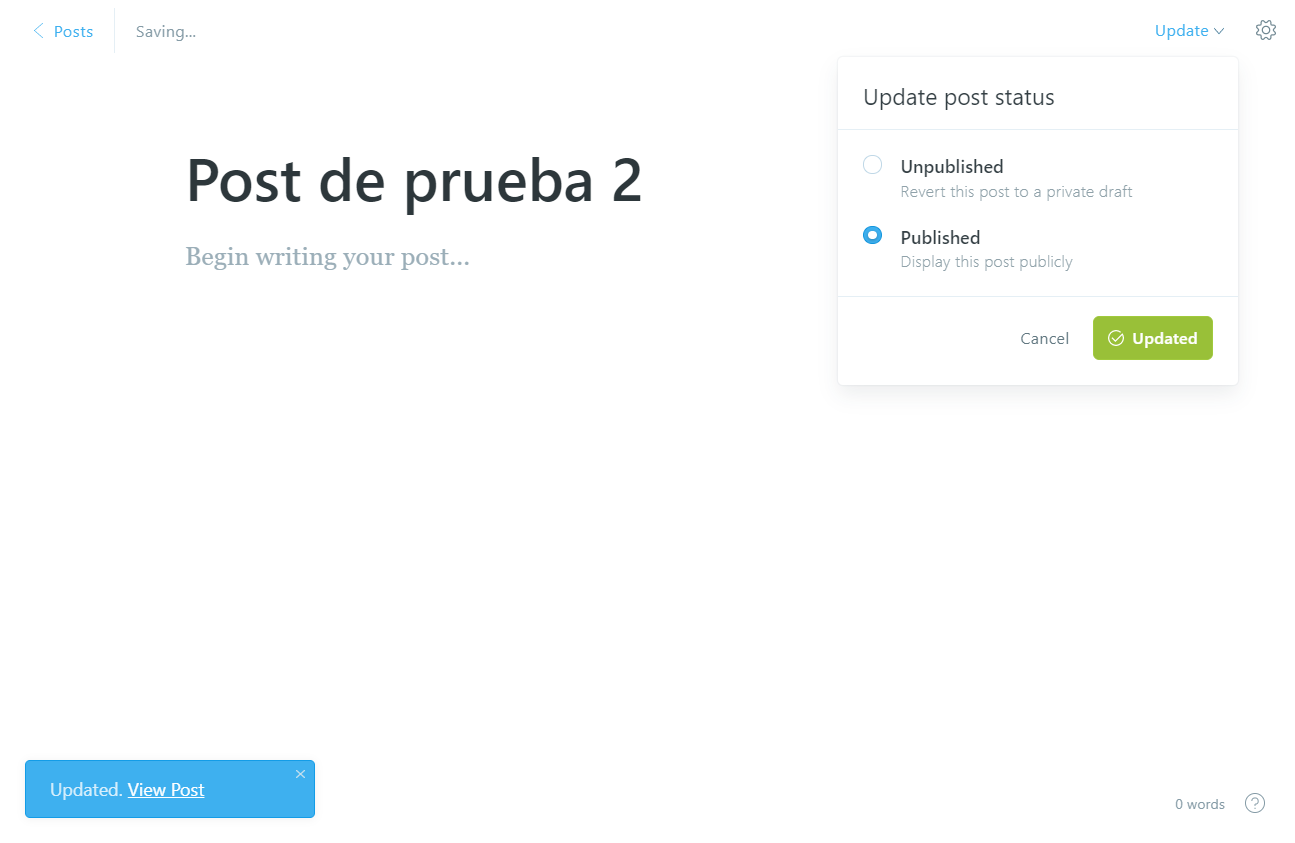 Posts
Saving...
Update
Update post status
Post de prueba 2
Unpublished
Revert this post to a private draft
Published
Display this post publicly
Begin writing your post...
Cancel
Updated
Updated. View Post
0 words
?